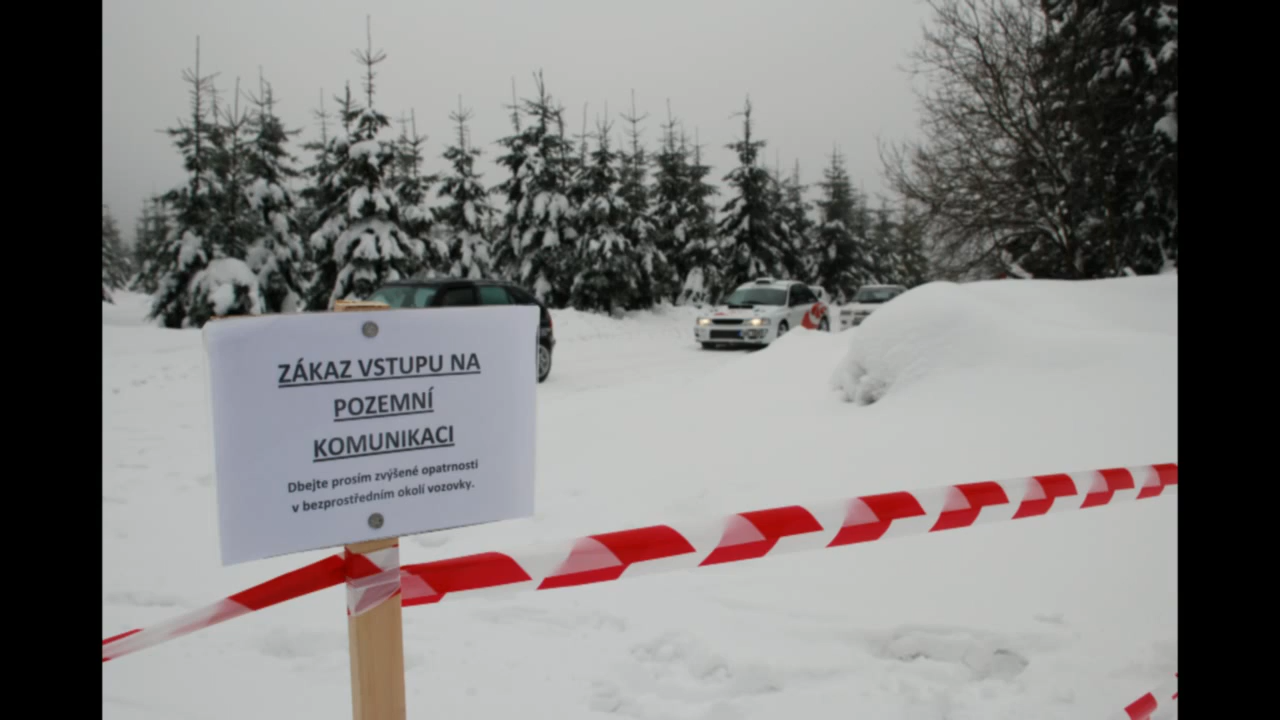 ZÁKAZ VSTUPU NA
POZEMNÍ
KOMUNIKACI
Dbejte prosím zvýšené opatrnosti
v bezprostředním okolí vozovky.